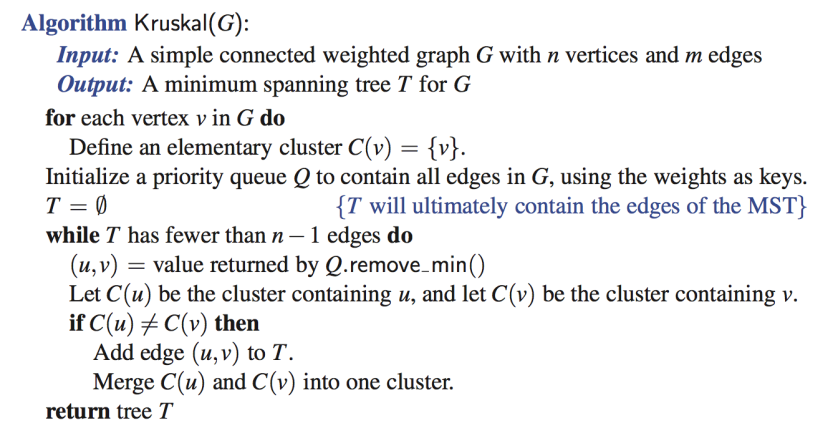 Algorithm Kruskal(G):
Input: A simple connected weighted graph G with n vertices and m edges
Output: A minimum spanning tree T for G
for each vertex v in G do
Define an elementary cluster C(v) = {v}.
Initialize a priority queue Q to contain all edges in G, using the weights as keys.
T = ∅ {T will ultimately contain the edges of the MST}
while T has fewer than n − 1 edges do
(u,v) = value returned by Q.remove_min()
Let C(u) be the cluster containing u, and let C(v) be the cluster containing v.
if C(u) ≠ C(v) then
Add edge (u,v) to T.
Merge C(u) and C(v) into one cluster.
return tree T